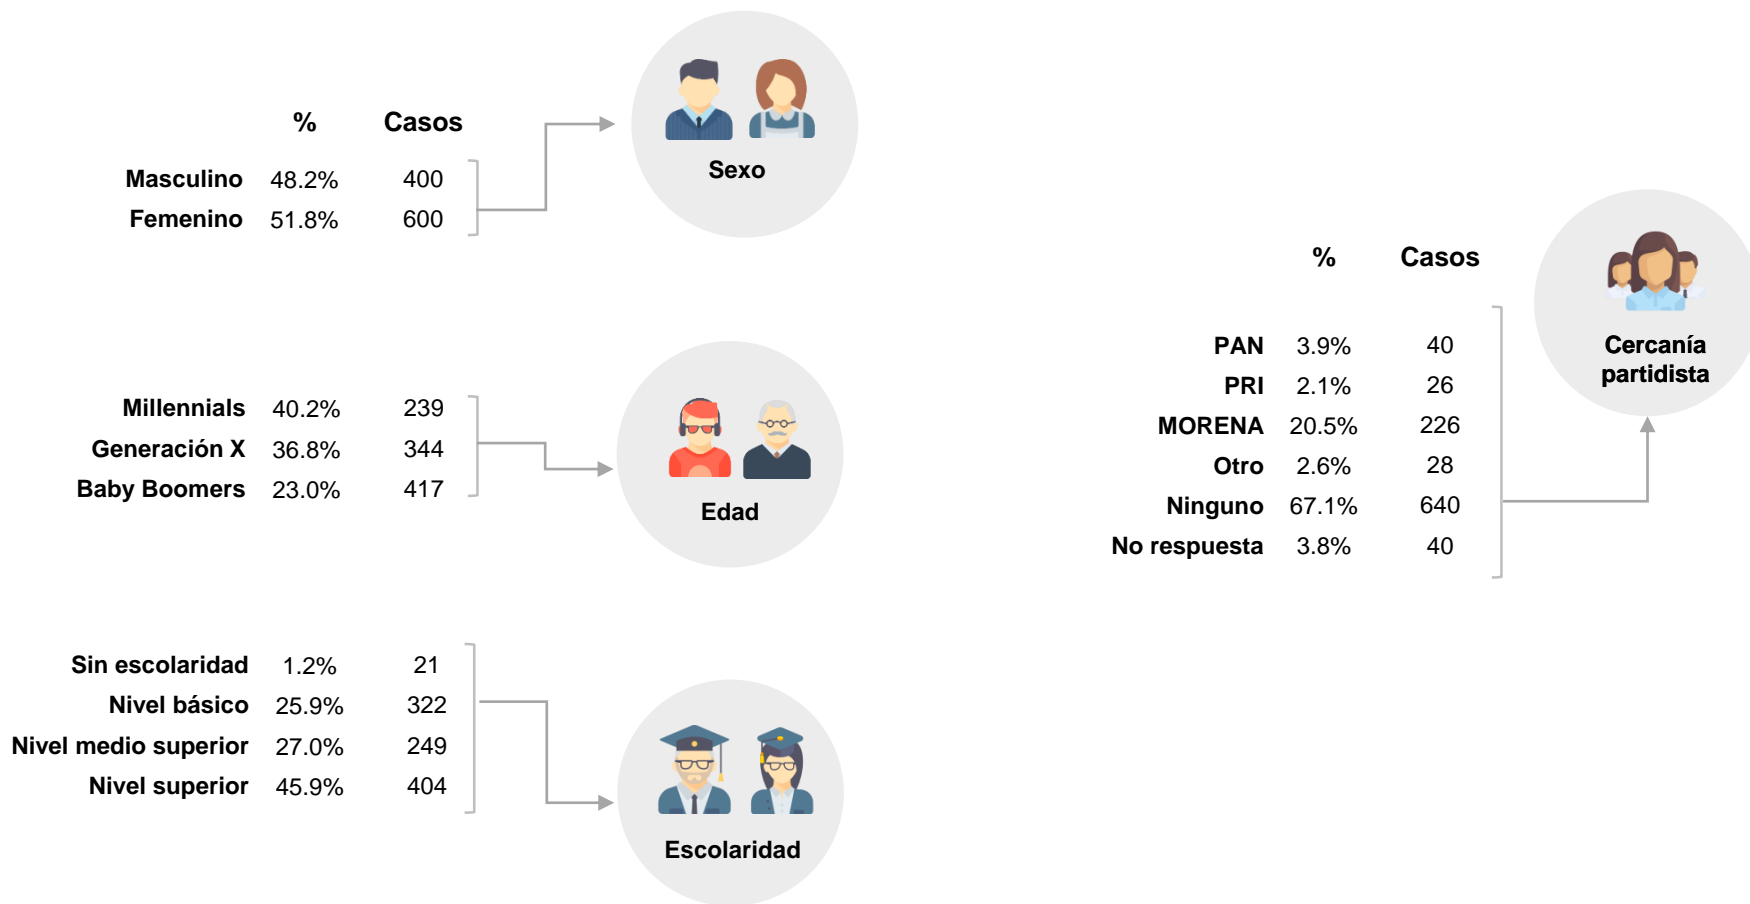 % Casos
Masculino 48.2% 400
Femenino 51.8% 600
Sexo
Millennials 40.2% 239
Generación X 36.8% 344
Baby Boomers 23.0% 417
Edad
Sin escolaridad 1.2% 21
Nivel básico 25.9% 322
Nivel medio superior 27.0% 249
Nivel superior 45.9% 404
Escolaridad
% Casos
PAN 3.9% 40
PRI 2.1% 26
MORENA 20.5% 226
Otro 2.6% 28
Ninguno 67.1% 640
No respuesta 3.8% 40
Cercanía
partidista